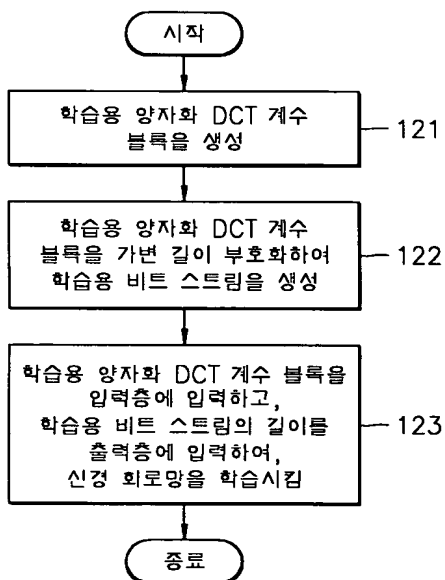 시작
학습용 양자화 DCT 계수
블록을 생성
121
학습용 양자화 DCT 계수
블록을 가변 길이 부호화하여
학습용 비트 스트림을 생성
122
학습용 양자화 DCT 계수 블록을
입력층에 입력하고,
학습용 비트 스트림의 길이를
출력층에 입력하여,
신경 회로망을 학습시킴
123
종료